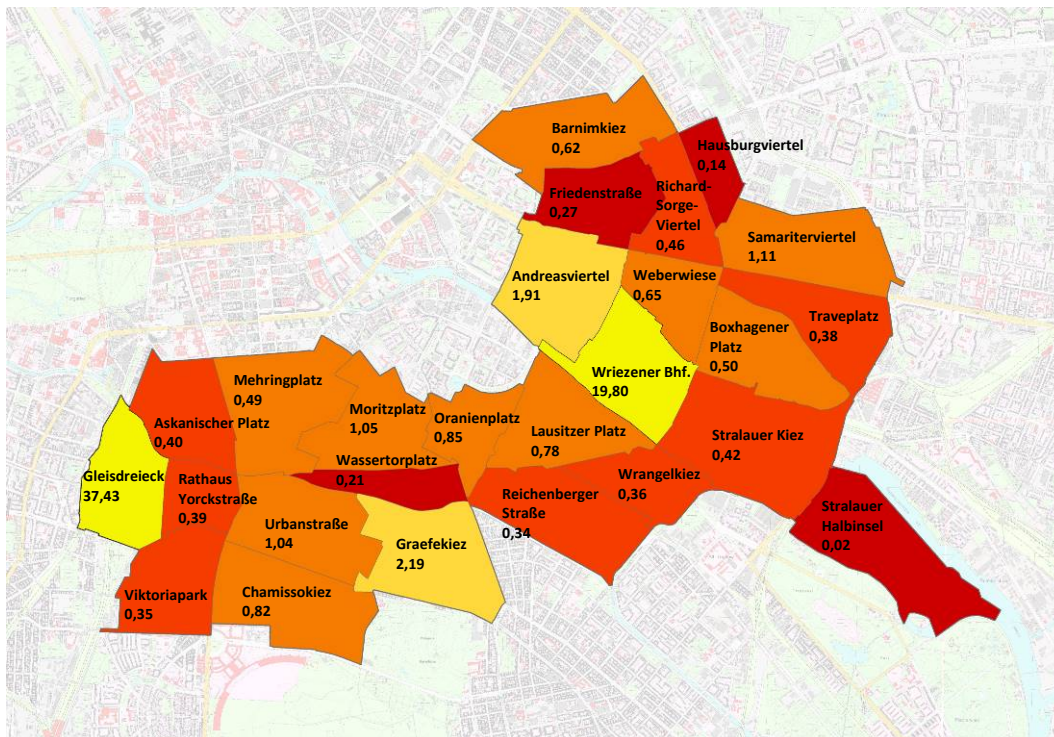 Barnimkiez
0,62
Hausburgviertel
0,14
Friedenstraße
0,27
Richard-
Sorge-
Viertel
0,46
Samariterviertel
1,11
Andreasviertel
1,91
Weberwiese
0,65
Traveplatz
0,38
Boxhagener
Platz
0,50
Wriezener Bhf.
19,80
Mehringplatz
0,49
Moritzplatz
1,05
Oranienplatz
0,85
Askanischer Platz
0,40
Lausitzer Platz
0,78
Stralauer Kiez
0,42
Wassertorplatz
0,21
Wrangelkiez
0,36
Gleisdreieck
37,43
Rathaus
Yorckstraße
0,39
Reichenberger
Straße
0,34
Stralauer
Halbinsel
0,02
Urbanstraße
1,04
Graefekiez
2,19
Viktoriapark
0,35
Chamissokiez
0,82